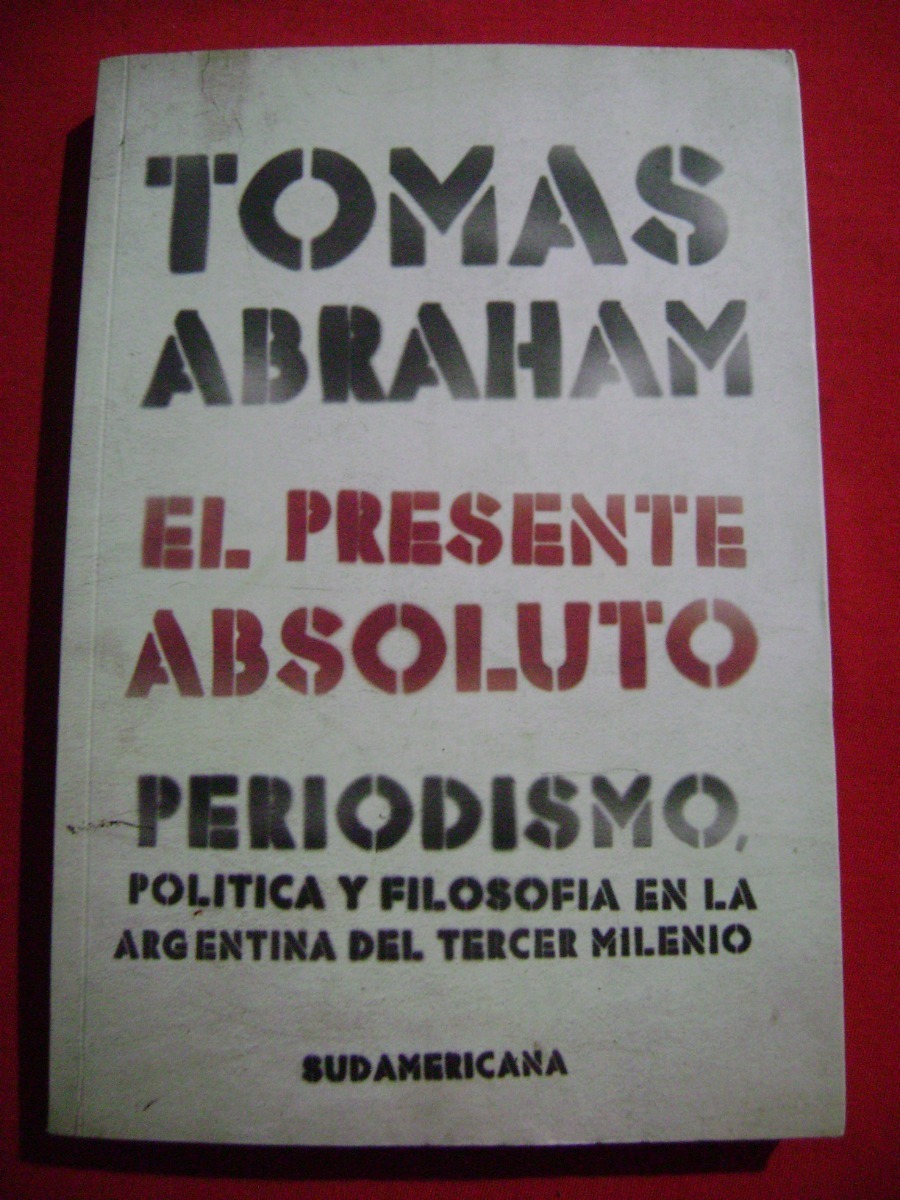 TOMAS
ABRAHAM
EL PRESENTE
ABSOLUTO
PERIODISMO,
POLITICA Y FILOSOFIA EN LA
ARGENTINA DEL TERCER MILENIO
SUDAMERICANA